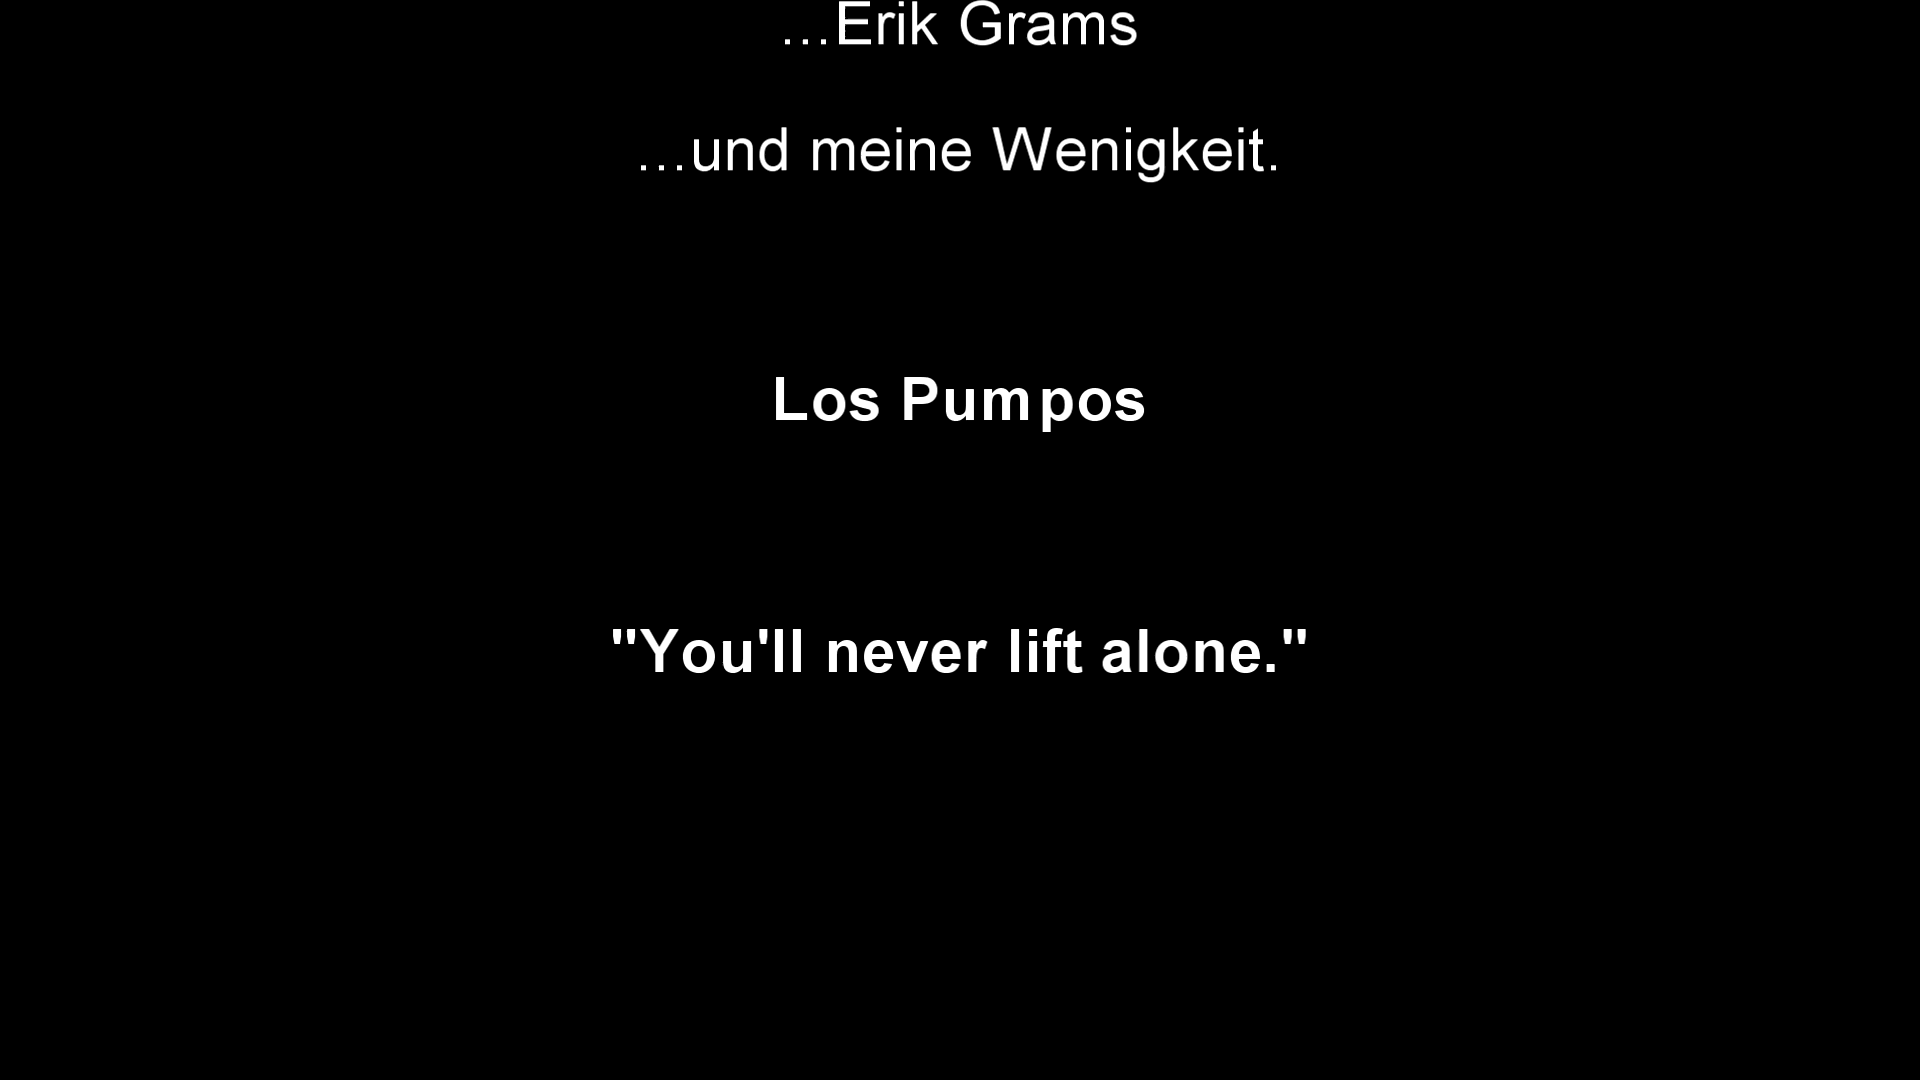 ...Erik Grams
...und meine Wenigkeit.
Los Pumpos
"You'll never lift alone."